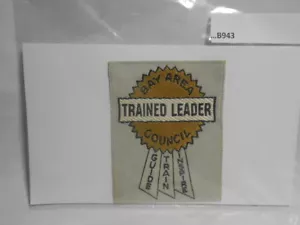 ...B943
BAY AREA
TRAINED LEADER
COUNCIL
GUIDE
TRAIN
INSPIRE